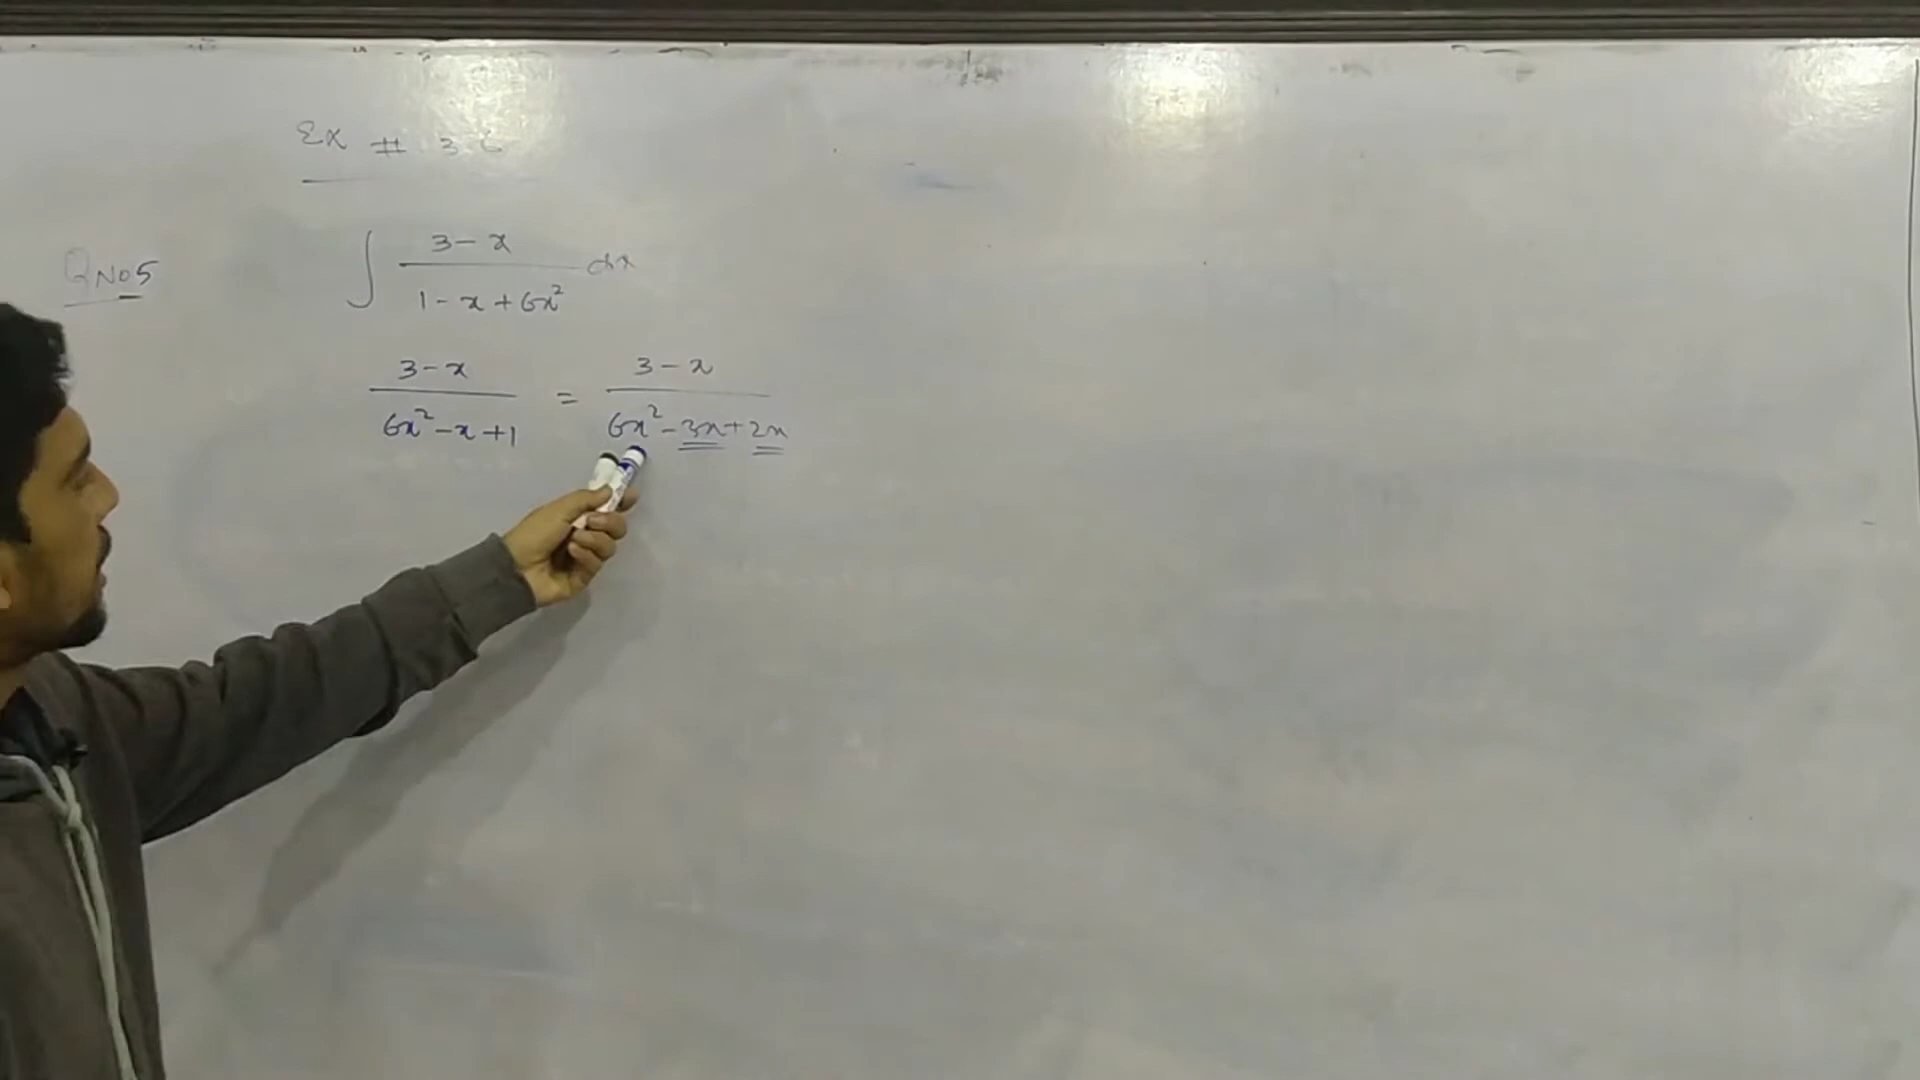 Ex # 3.6
Q No 5
∫ (3 - x) / (1 - x + 6x²) dx
(3 - x) / (6x² - x + 1) = (3 - x) / (6x² - 3x + 2x